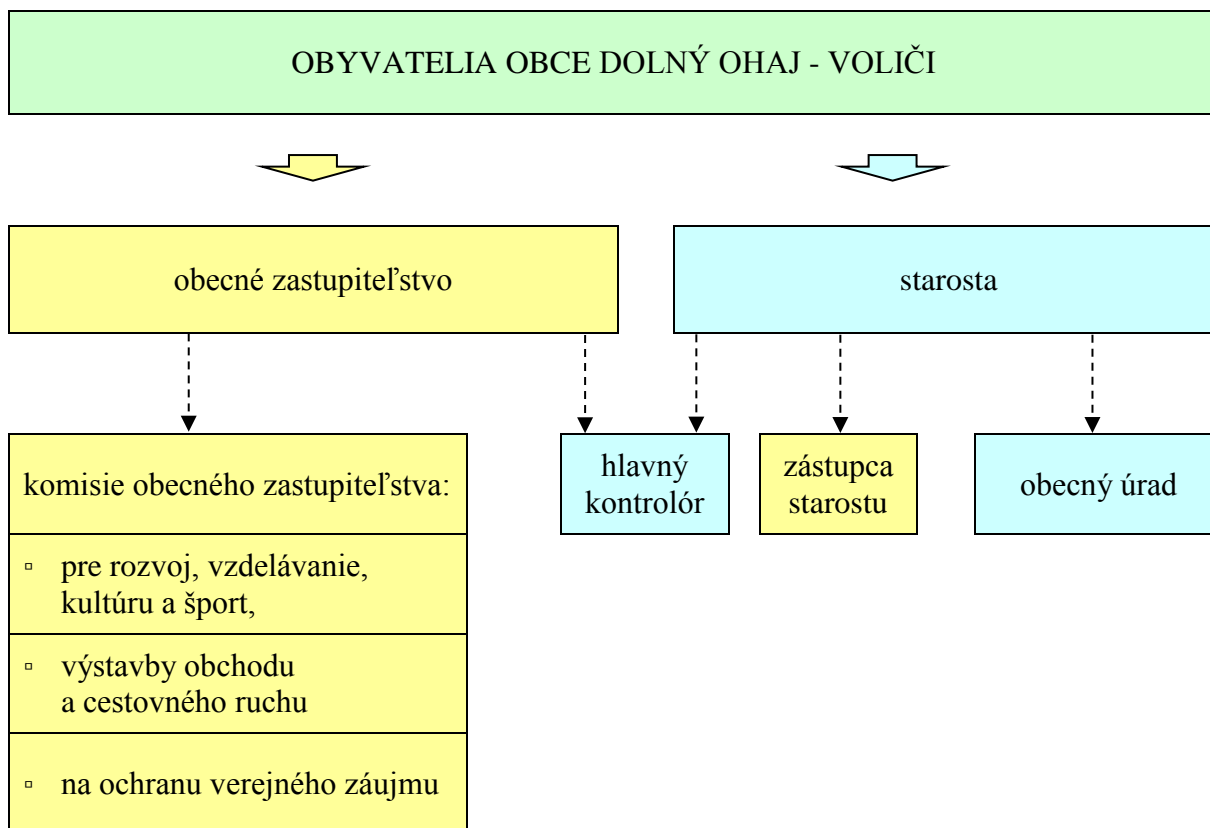 OBYVATELIA OBCE DOLNÝ OHAJ - VOLIČI
obecné zastupiteľstvo
starosta
komisie obecného zastupiteľstva:
▫ pre rozvoj, vzdelávanie,
kultúru a šport,
▫ výstavby obchodu
a cestovného ruchu
▫ na ochranu verejného záujmu
hlavný
kontrolór
zástupca
starostu
obecný úrad